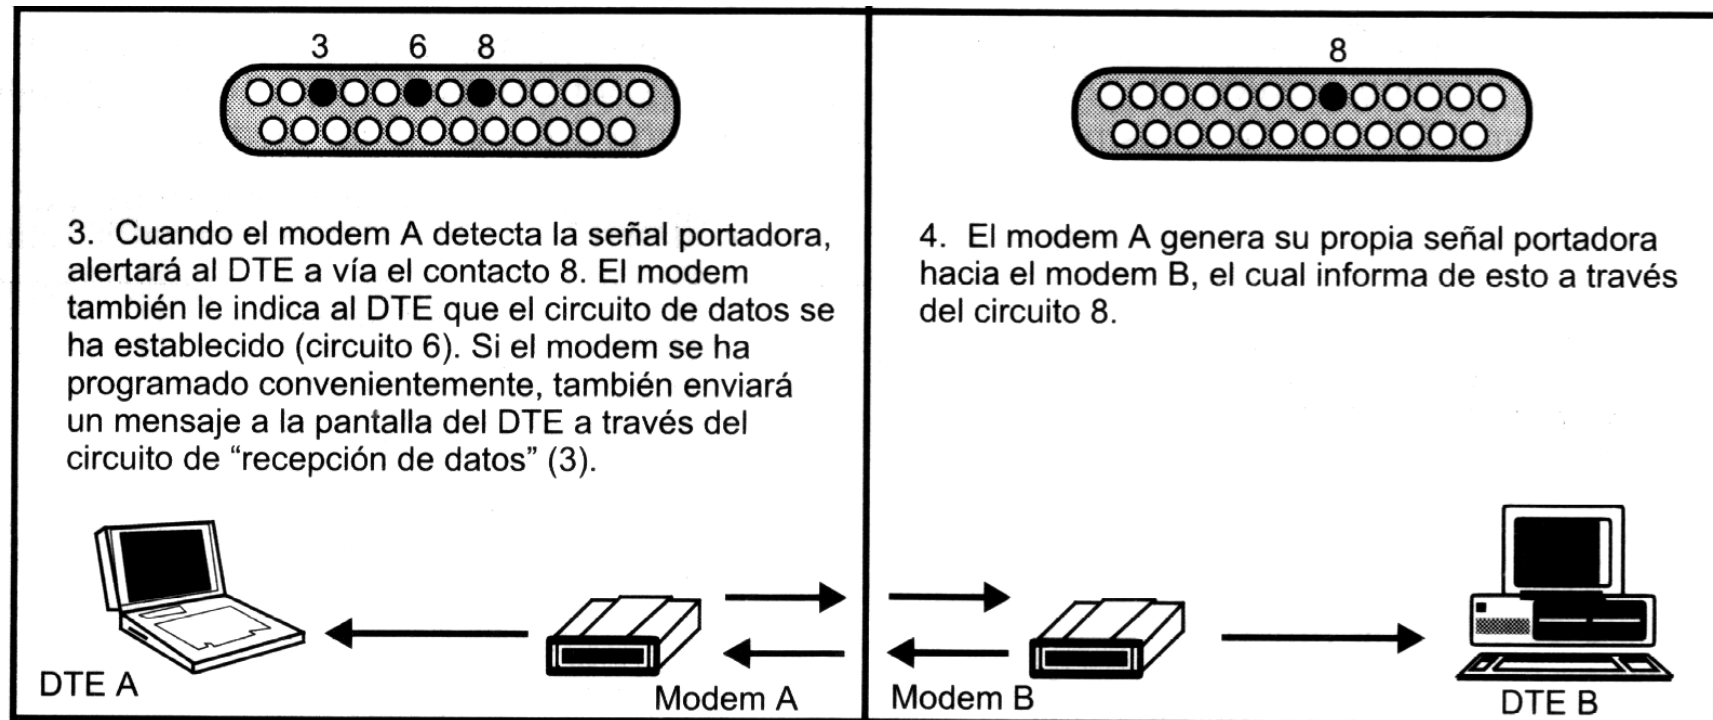 3 6 8
3. Cuando el modem A detecta la señal portadora,
alertará al DTE a vía el contacto 8. El modem
también le indica al DTE que el circuito de datos se
ha establecido (circuito 6). Si el modem se ha
programado convenientemente, también enviará
un mensaje a la pantalla del DTE a través del
circuito de “recepción de datos” (3).
DTE A
Modem A
8
4. El modem A genera su propia señal portadora
hacia el modem B, el cual informa de esto a través
del circuito 8.
Modem B
DTE B